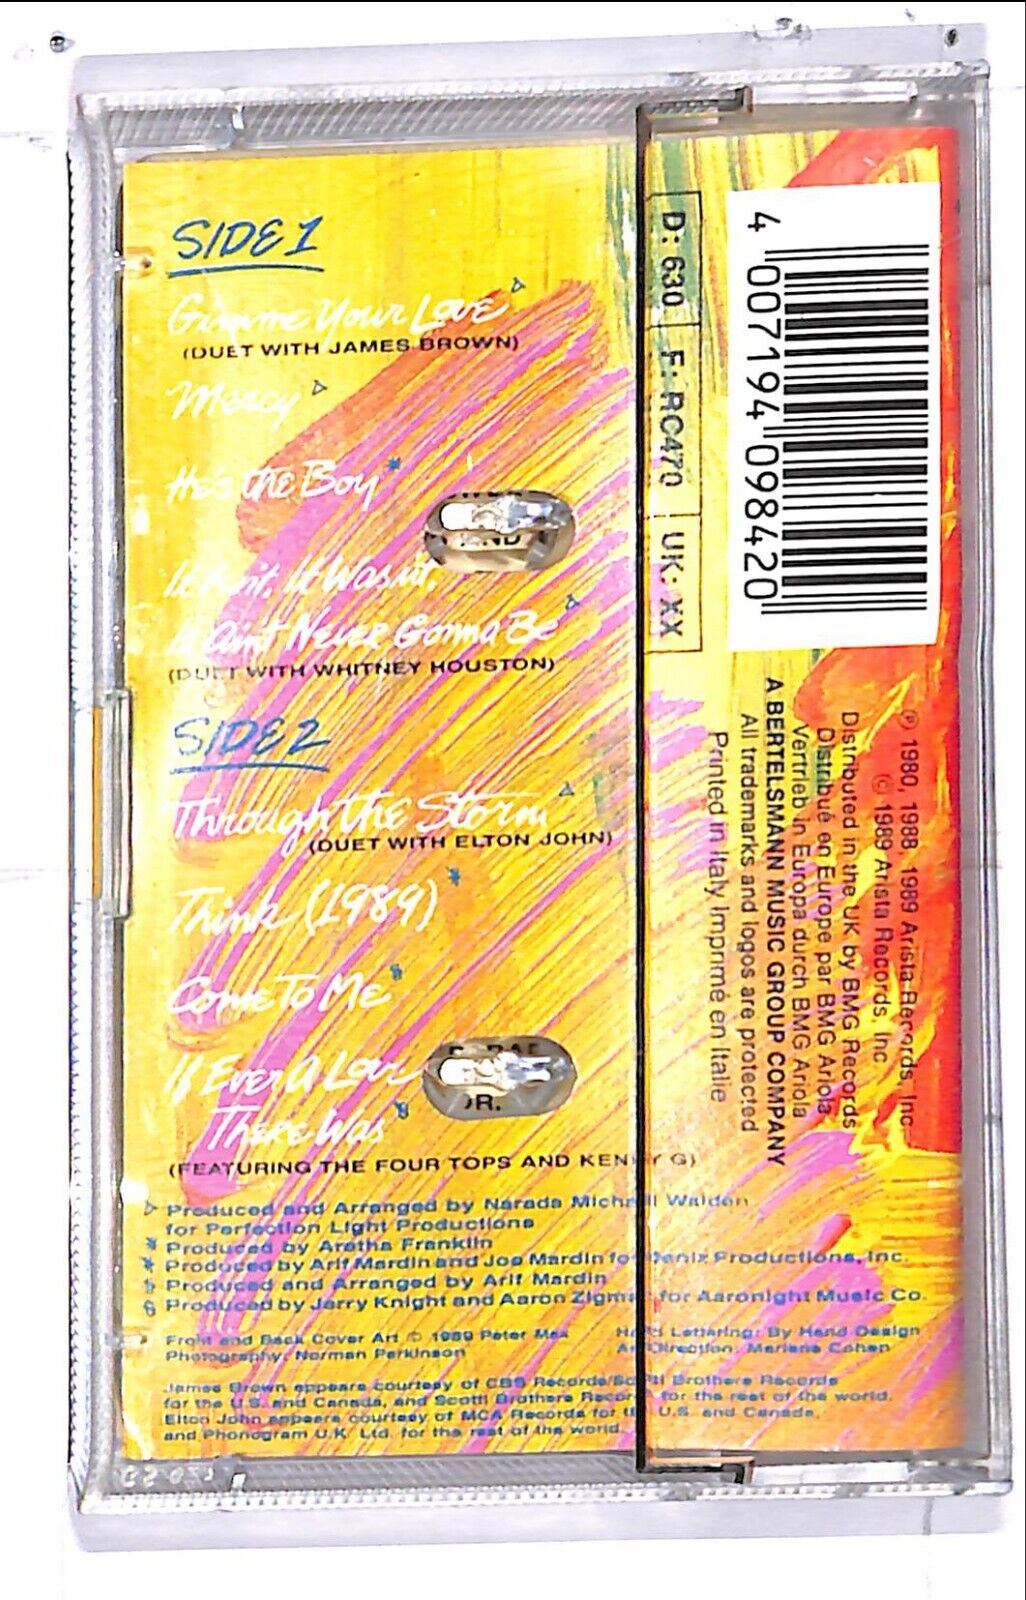 SIDE 1
Gimme Your Love
(DUET WITH JAMES BROWN)
Mercy
He's the Boy
It Isn't, It Wasn't,
It Ain't Never Gonna Be
(DUET WITH WHITNEY HOUSTON)
SIDE 2
Through the Storm
(DUET WITH ELTON JOHN)
Think (1989)
Come To Me
If Ever A Love
There Was
(FEATURING THE FOUR TOPS AND KENNY G)
Produced and Arranged by Narada Michael Walden
for Perfection Light Productions
* Produced by Aretha Franklin
* Produced by Arif Mardin and Joe Mardin for Nenix Productions, Inc.
Produced and Arranged by Arif Mardin
§ Produced by Jerry Knight and Aaron Zigman for Aaronight Music Co.
Front and Back Cover Art © 1989 Peter Max
Photography: Norman Parkinson
Hand Lettering: By Hand Design
Art Direction: Marlene Cohen
James Brown appears courtesy of CBS Records/Scotti Brothers Records
for the U.S. and Canada, and Scotti Brothers Records for the rest of the world.
Elton John appears courtesy of MCA Records for the U.S. and Canada,
and Phonogram U.K. Ltd. for the rest of the world.
D: 630 F: RC470 UK: XX
4 007194 098420
℗ 1980, 1988, 1989 Arista Records, Inc.
© 1989 Arista Records, Inc
Distributed in the UK by BMG Records
Distribué en Europe par BMG Ariola
Vertrieb in Europa durch BMG Ariola
A BERTELSMANN MUSIC GROUP COMPANY
All trademarks and logos are protected
Printed in Italy Imprimé en Italie
AND
DR.